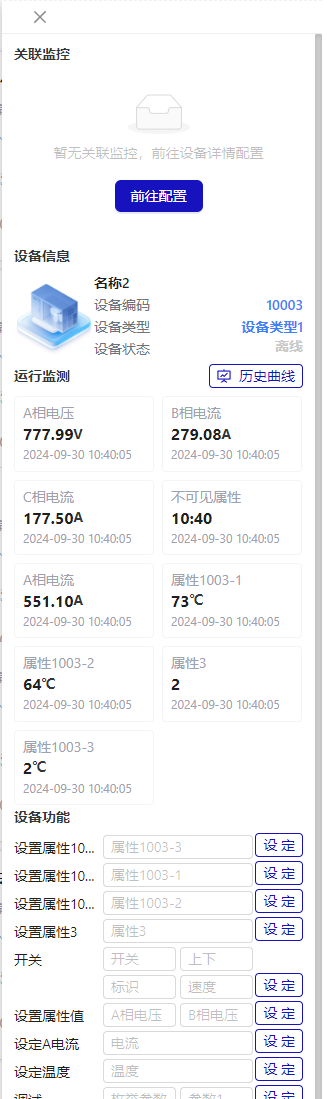 关联监控
暂无关联监控，前往设备详情配置
前往配置
设备信息
名称2
设备编码 10003
设备类型 设备类型1
设备状态 离线
运行监测 历史曲线
A相电压 B相电流
777.99V 279.08A
2024-09-30 10:40:05 2024-09-30 10:40:05
C相电流 不可见属性
177.50A 10:40
2024-09-30 10:40:05 2024-09-30 10:40:05
A相电流 属性1003-1
551.10A 73℃
2024-09-30 10:40:05 2024-09-30 10:40:05
属性1003-2 属性3
64℃ 2
2024-09-30 10:40:05 2024-09-30 10:40:05
属性1003-3
2℃
2024-09-30 10:40:05
设备功能
设置属性10... 属性1003-3 设 定
设置属性10... 属性1003-1 设 定
设置属性10... 属性1003-2 设 定
设置属性3 属性3 设 定
开关 开关 上下
标识 速度 设 定
设置属性值 A相电压 B相电压 设 定
设定A电流 电流 设 定
设定温度 温度 设 定
调试 枚举参数 参数1 设 定